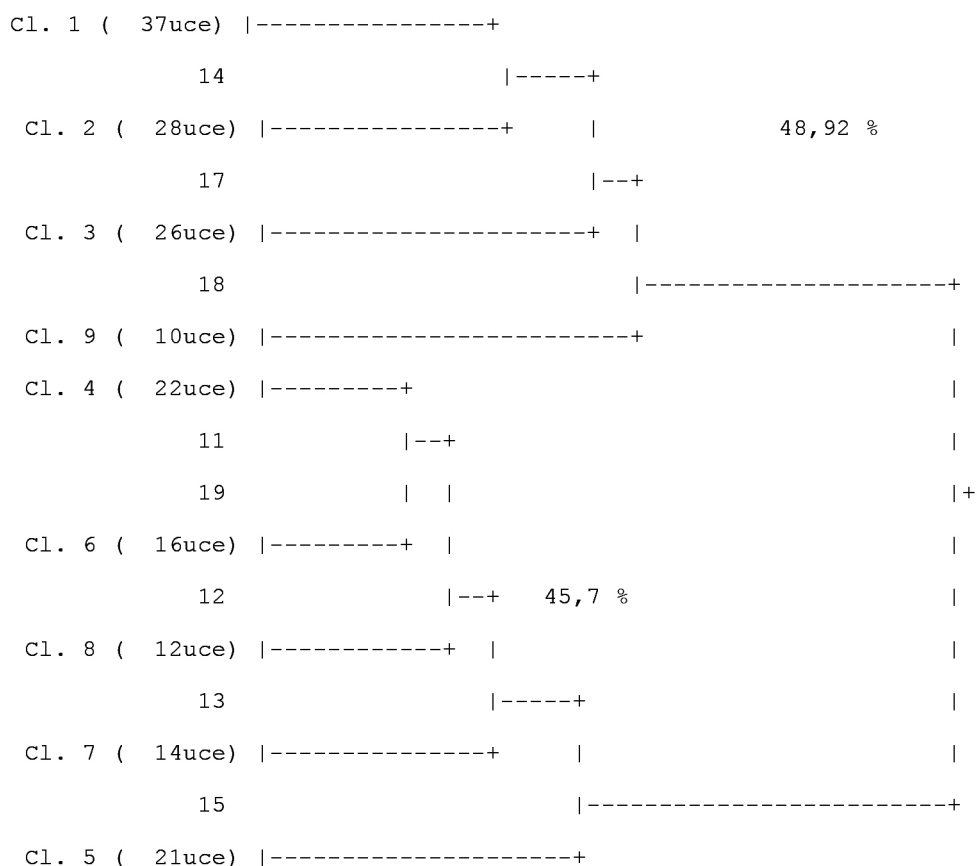 Cl. 1 (  37uce) |----------------+
14 |-----+
Cl. 2 (  28uce) |----------------+ | 48,92 %
17 |--+
Cl. 3 (  26uce) |----------------------+ |
18 |---------------------+
Cl. 9 (  10uce) |-------------------------+ |
Cl. 4 (  22uce) |---------+ |
11 |--+ |
19 | | |+
Cl. 6 (  16uce) |---------+ | |
12 |--+ 45,7 % |
Cl. 8 (  12uce) |------------+ | |
13 |-----+ |
Cl. 7 (  14uce) |---------------+ | |
15 |-------------------------+
Cl. 5 (  21uce) |---------------------+